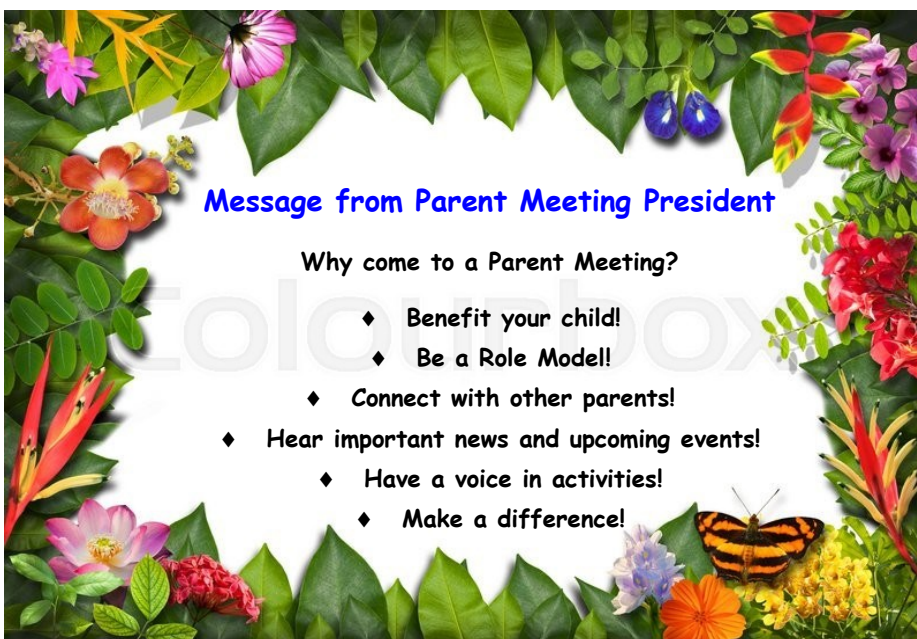 Message from Parent Meeting President
Why come to a Parent Meeting?
♦ Benefit your child!
♦ Be a Role Model!
♦ Connect with other parents!
♦ Hear important news and upcoming events!
♦ Have a voice in activities!
♦ Make a difference!
colourbox